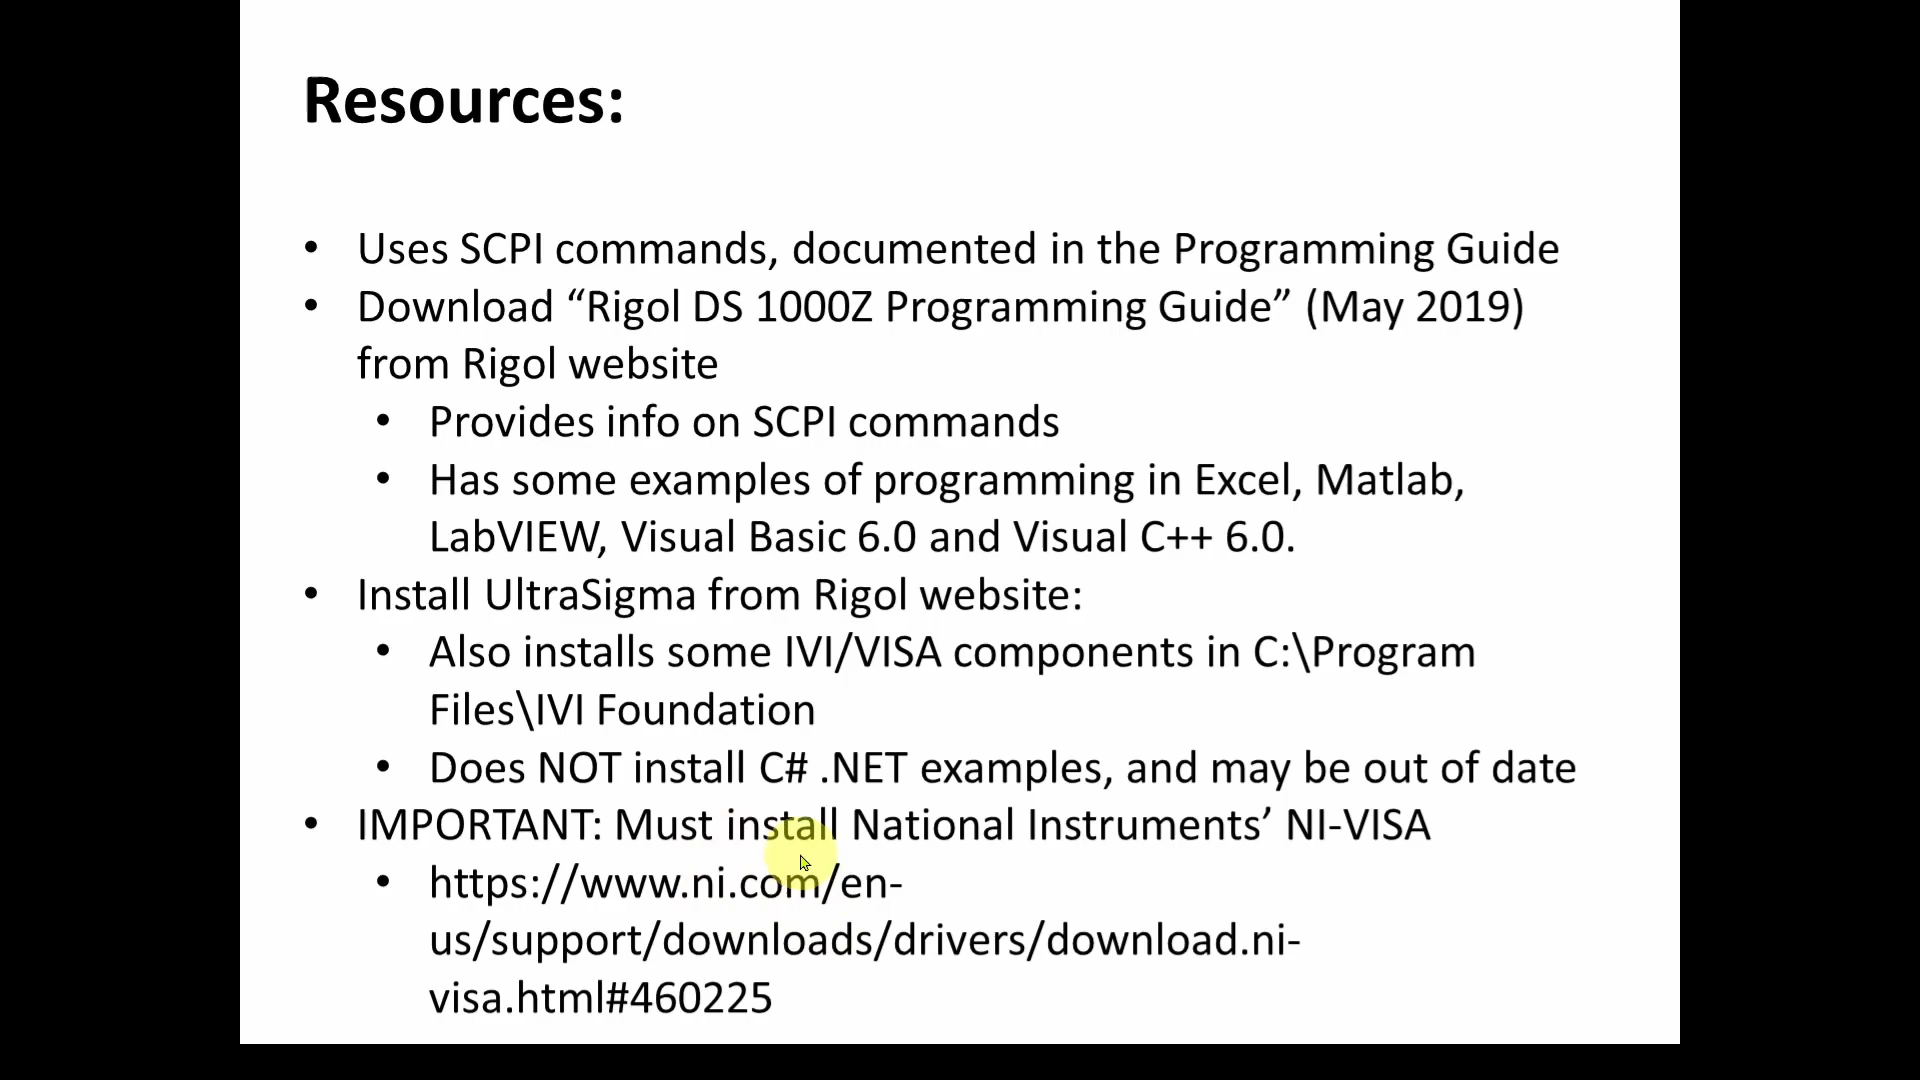 Resources:
• Uses SCPI commands, documented in the Programming Guide
• Download “Rigol DS 1000Z Programming Guide” (May 2019)
from Rigol website
• Provides info on SCPI commands
• Has some examples of programming in Excel, Matlab,
LabVIEW, Visual Basic 6.0 and Visual C++ 6.0.
• Install UltraSigma from Rigol website:
• Also installs some IVI/VISA components in C:\Program
Files\IVI Foundation
• Does NOT install C# .NET examples, and may be out of date
• IMPORTANT: Must install National Instruments’ NI-VISA
• https://www.ni.com/en-
us/support/downloads/drivers/download.ni-
visa.html#460225